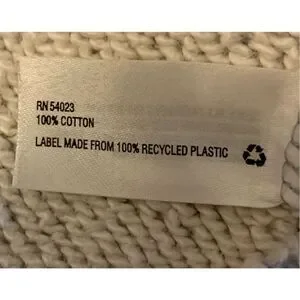 RN 54023
100% COTTON
LABEL MADE FROM 100% RECYCLED PLASTIC